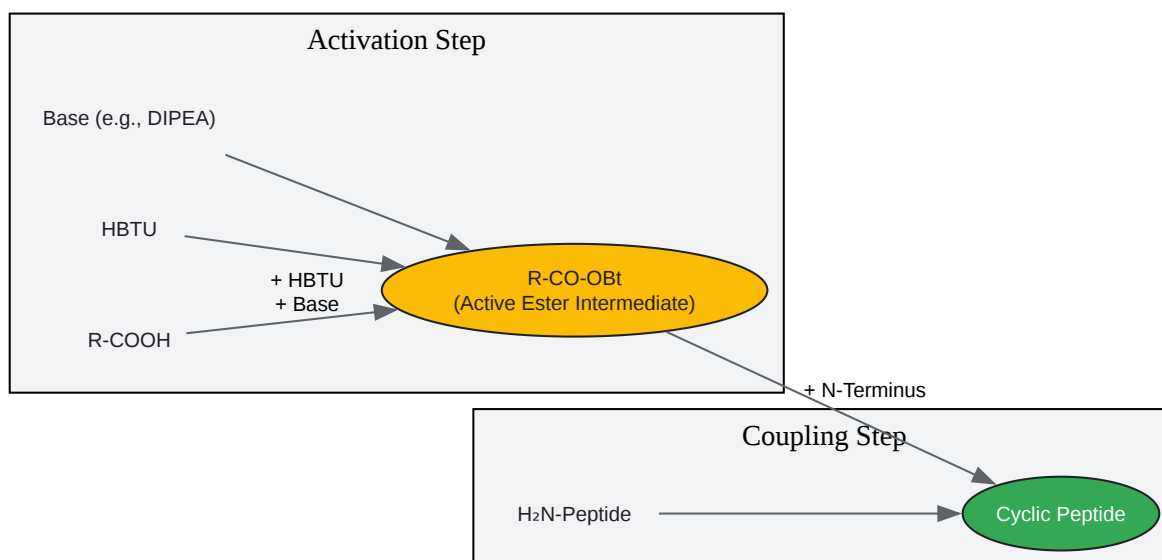 Activation Step
Base (e.g., DIPEA)
HBTU
R-COOH
+ HBTU
+ Base
R-CO-OBt
(Active Ester Intermediate)
+ N-Terminus
Coupling Step
H₂N-Peptide
Cyclic Peptide